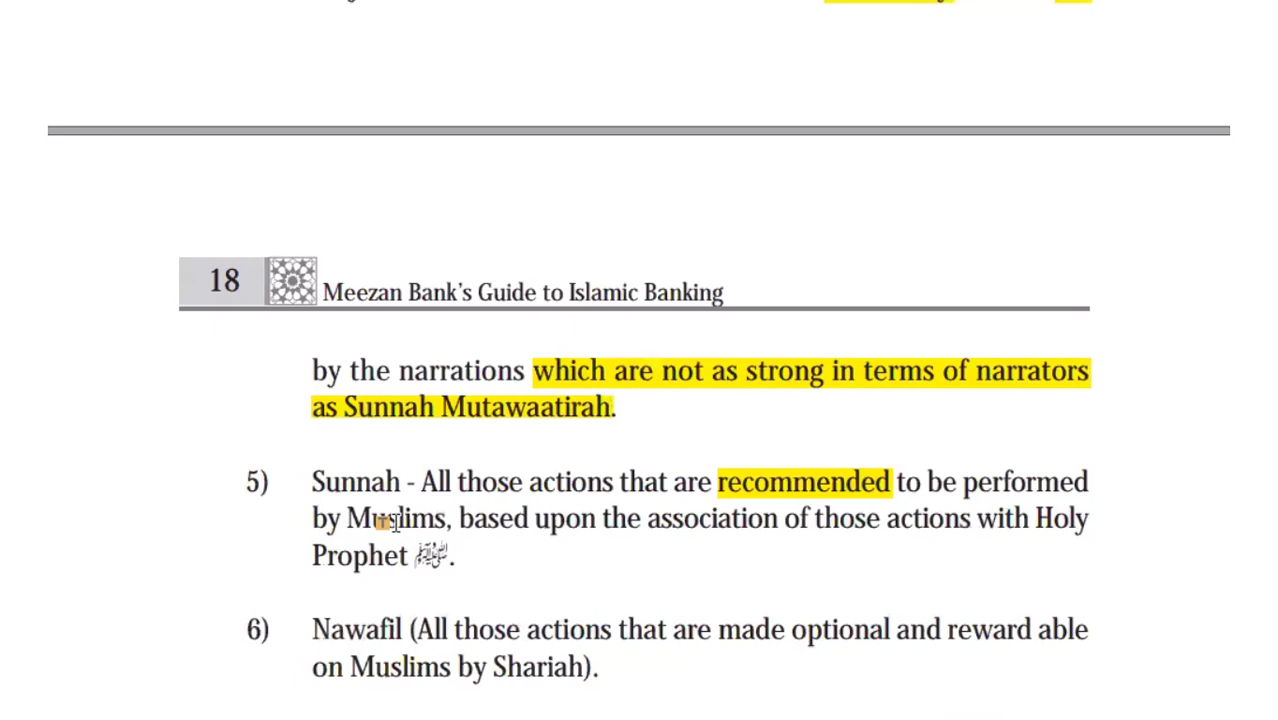 18
Meezan Bank's Guide to Islamic Banking
by the narrations which are not as strong in terms of narrators
as Sunnah Mutawaatirah.
5) Sunnah - All those actions that are recommended to be performed
by Muslims, based upon the association of those actions with Holy
Prophet ﷺ.
6) Nawafil (All those actions that are made optional and reward able
on Muslims by Shariah).